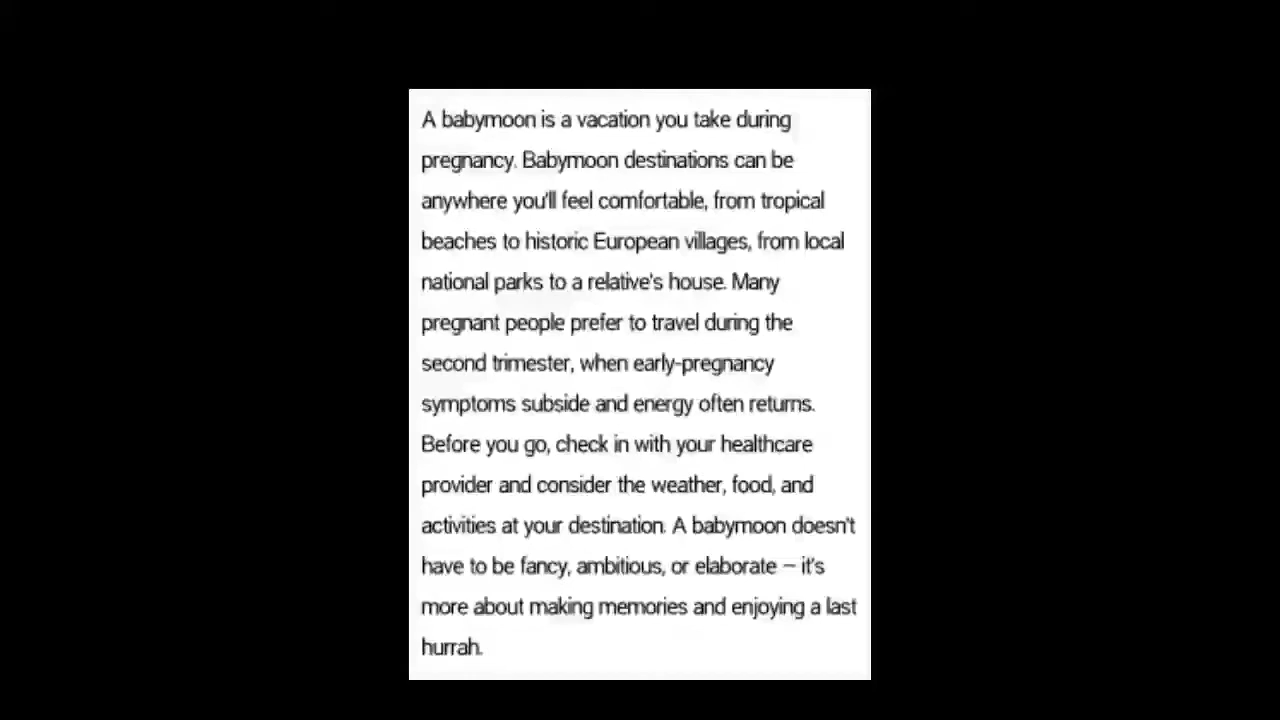 A babymoon is a vacation you take during
pregnancy. Babymoon destinations can be
anywhere you'll feel comfortable, from tropical
beaches to historic European villages, from local
national parks to a relative's house. Many
pregnant people prefer to travel during the
second trimester, when early-pregnancy
symptoms subside and energy often returns.
Before you go, check in with your healthcare
provider and consider the weather, food, and
activities at your destination. A babymoon doesn't
have to be fancy, ambitious, or elaborate – it's
more about making memories and enjoying a last
hurrah.